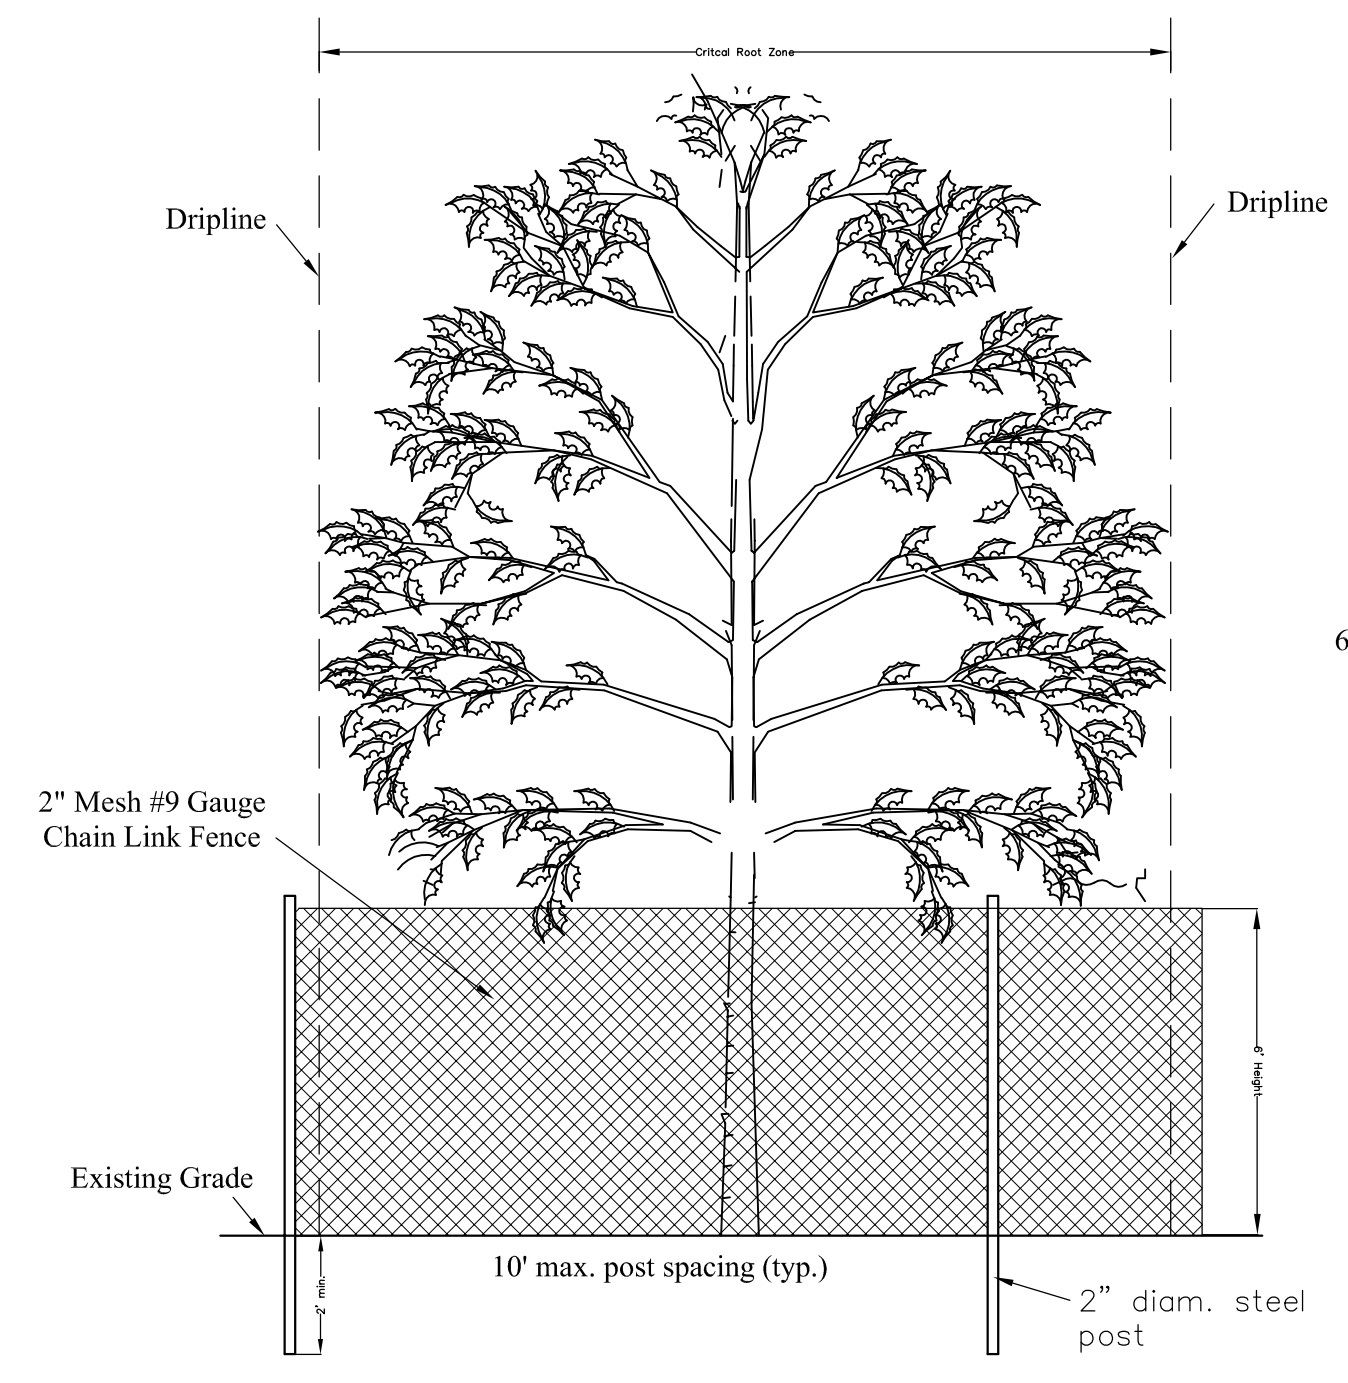 Critcal Root Zone
Dripline
Dripline
6
2" Mesh #9 Gauge
Chain Link Fence
6' Height
Existing Grade
10' max. post spacing (typ.)
2' min.
2" diam. steel
post